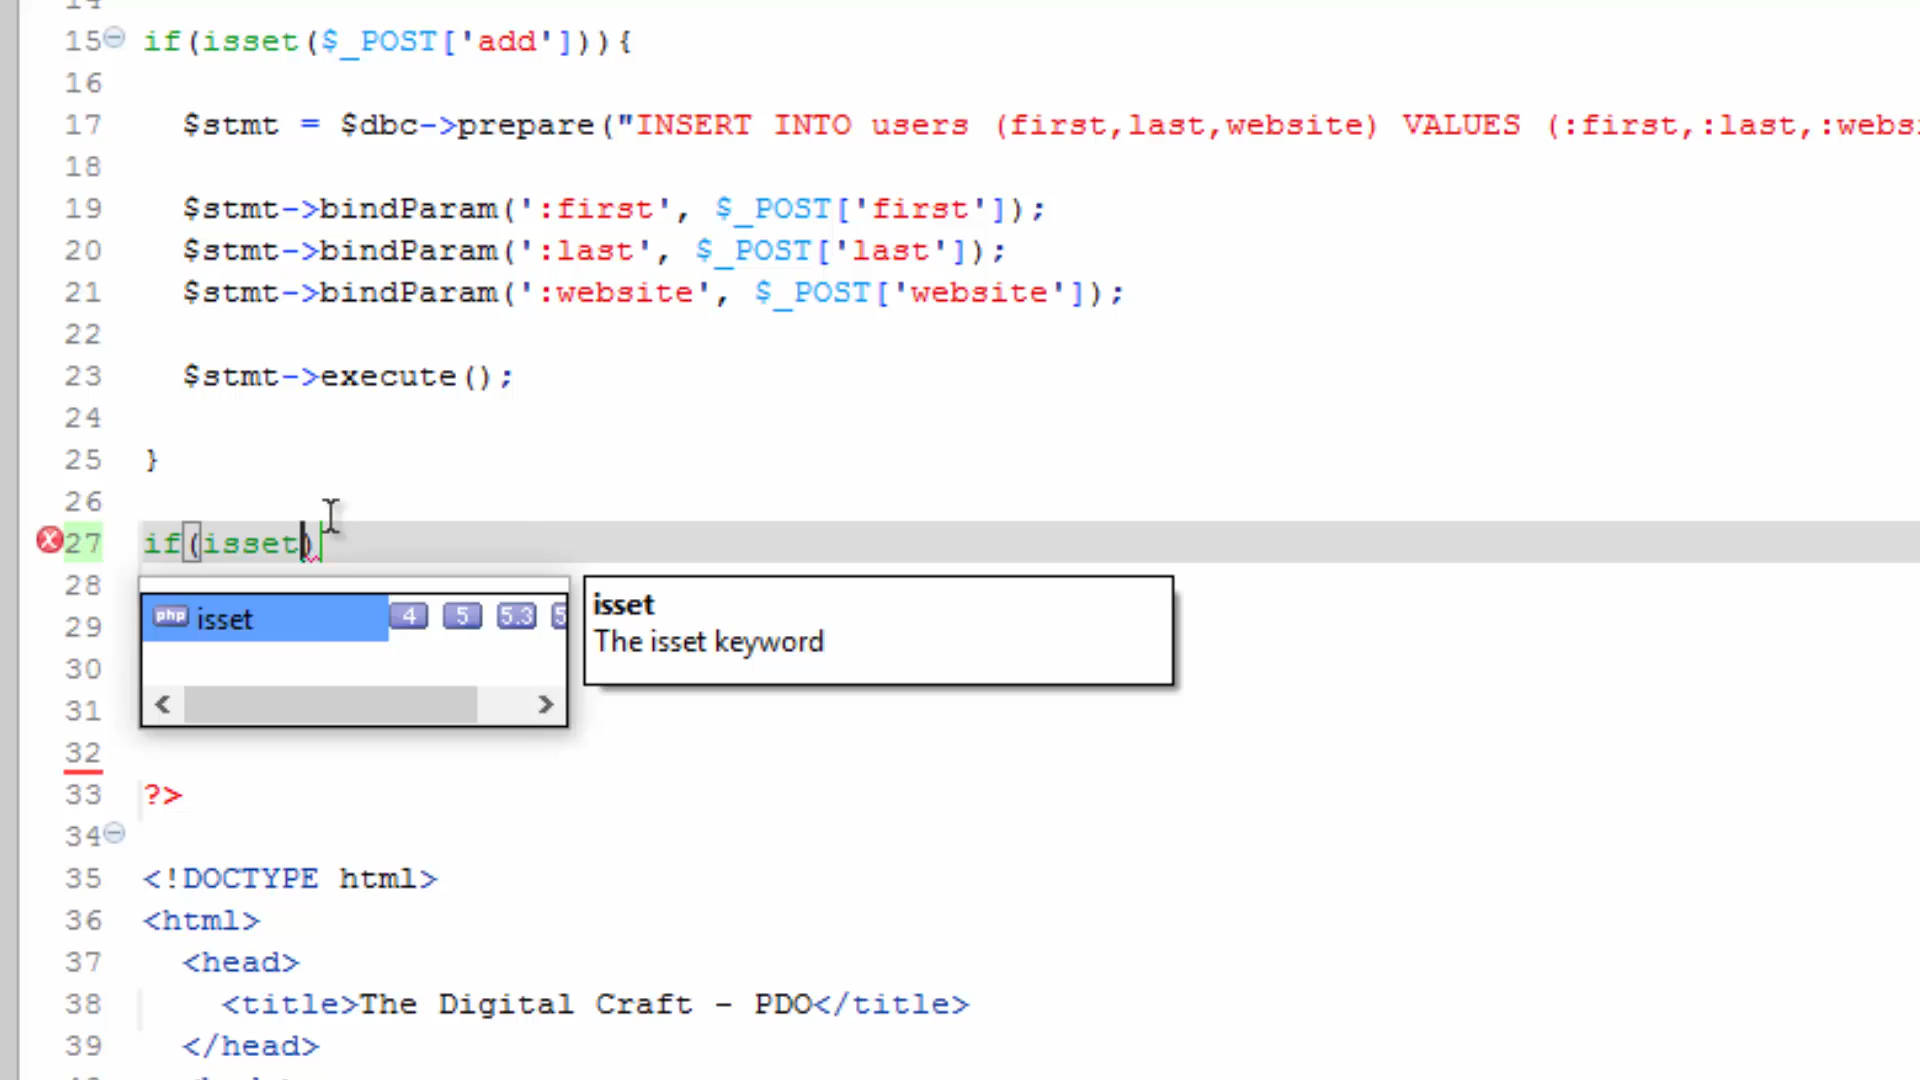 15 if(isset($_POST['add'])){
16
17 $stmt = $dbc->prepare("INSERT INTO users (first,last,website) VALUES (:first,:last,:webs
18
19 $stmt->bindParam(':first', $_POST['first']);
20 $stmt->bindParam(':last', $_POST['last']);
21 $stmt->bindParam(':website', $_POST['website']);
22
23 $stmt->execute();
24
25 }
26
27 if(isset)
28
php isset 4 5 5.3 5
isset
The isset keyword
29
30
31
32
33 ?>
34
35 <!DOCTYPE html>
36 <html>
37 <head>
38 <title>The Digital Craft - PDO</title>
39 </head>